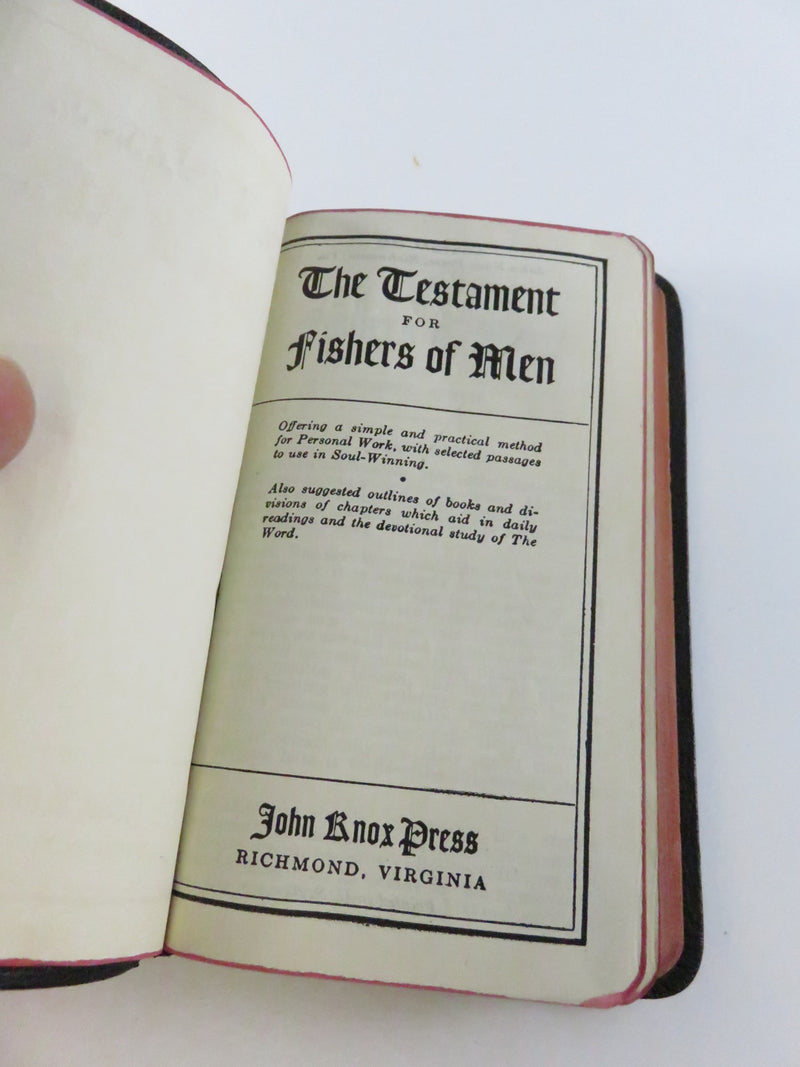 The Testament
FOR
Fishers of Men
Offering a simple and practical method
for Personal Work, with selected passages
to use in Soul-Winning.
•
Also suggested outlines of books and di-
visions of chapters which aid in daily
readings and the devotional study of The
Word.
John Knox Press
RICHMOND, VIRGINIA